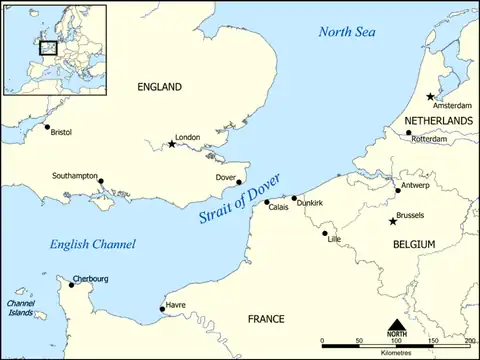 North Sea
ENGLAND
Amsterdam
NETHERLANDS
Bristol
London
Rotterdam
Southampton
Dover
Strait of Dover
Antwerp
Calais
Dunkirk
Brussels
English Channel
Lille
BELGIUM
Cherbourg
Channel
Islands
Havre
FRANCE
NORTH
0 50 100 150 200
Kilometres